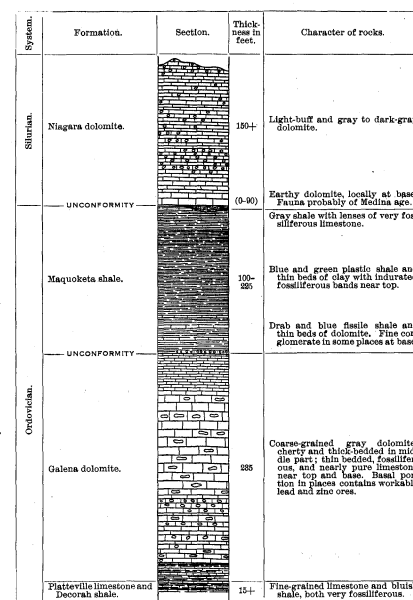 System.
Formation.
Section.
Thick-
ness in
feet.
Character of rocks.
Silurian.
Niagara dolomite.
150+
Light-buff and gray to dark-gray
dolomite.
(0-90)
Earthy dolomite, locally at base
Fauna probably of Medina age.
UNCONFORMITY
Ordovician.
Maquoketa shale.
100-
225
Gray shale with lenses of very fos-
siliferous limestone.
Blue and green plastic shale an
thin beds of clay with indurate
fossiliferous bands near top.
Drab and blue fissile shale an
thin beds of dolomite. Fine con
glomerate in some places at base
UNCONFORMITY
Galena dolomite.
235
Coarse-grained gray dolomite
cherty and thick-bedded in mid
dle part; thin bedded, fossilifer
ous, and nearly pure limeston
near top and base. Basal por
tion in places contains workabl
lead and zinc ores.
Platteville limestone and
Decorah shale.
15+
Fine-grained limestone and bluis
shale, both very fossiliferous.